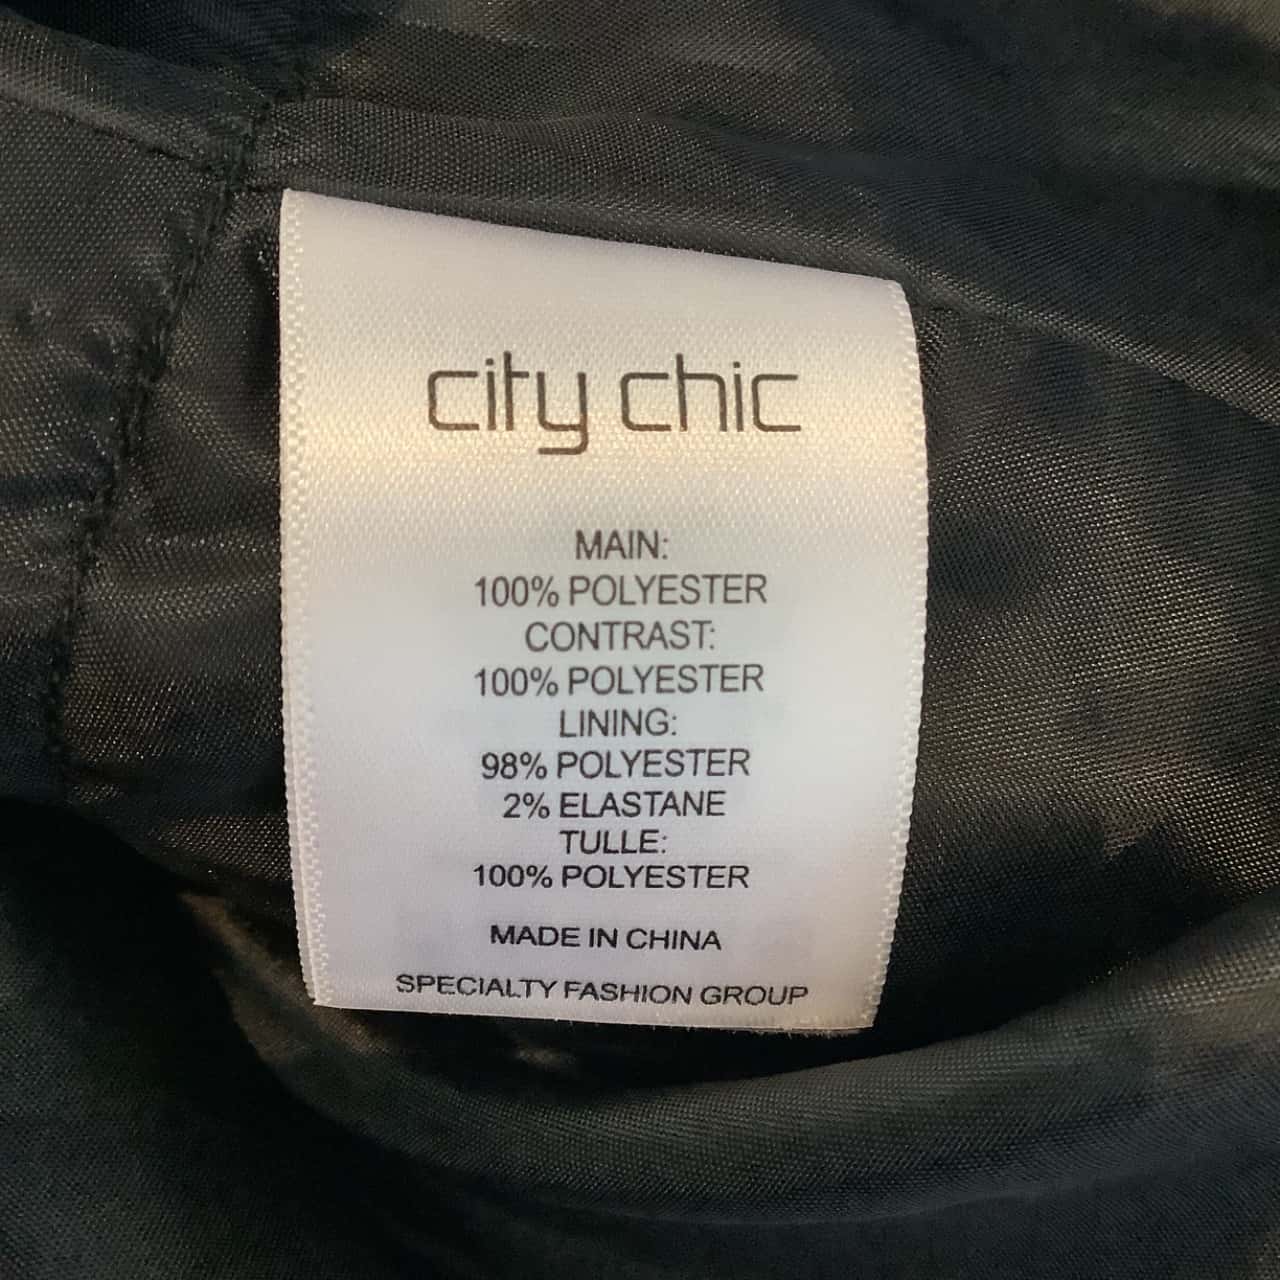 city chic
MAIN:
100% POLYESTER
CONTRAST:
100% POLYESTER
LINING:
98% POLYESTER
2% ELASTANE
TULLE:
100% POLYESTER
MADE IN CHINA
SPECIALTY FASHION GROUP